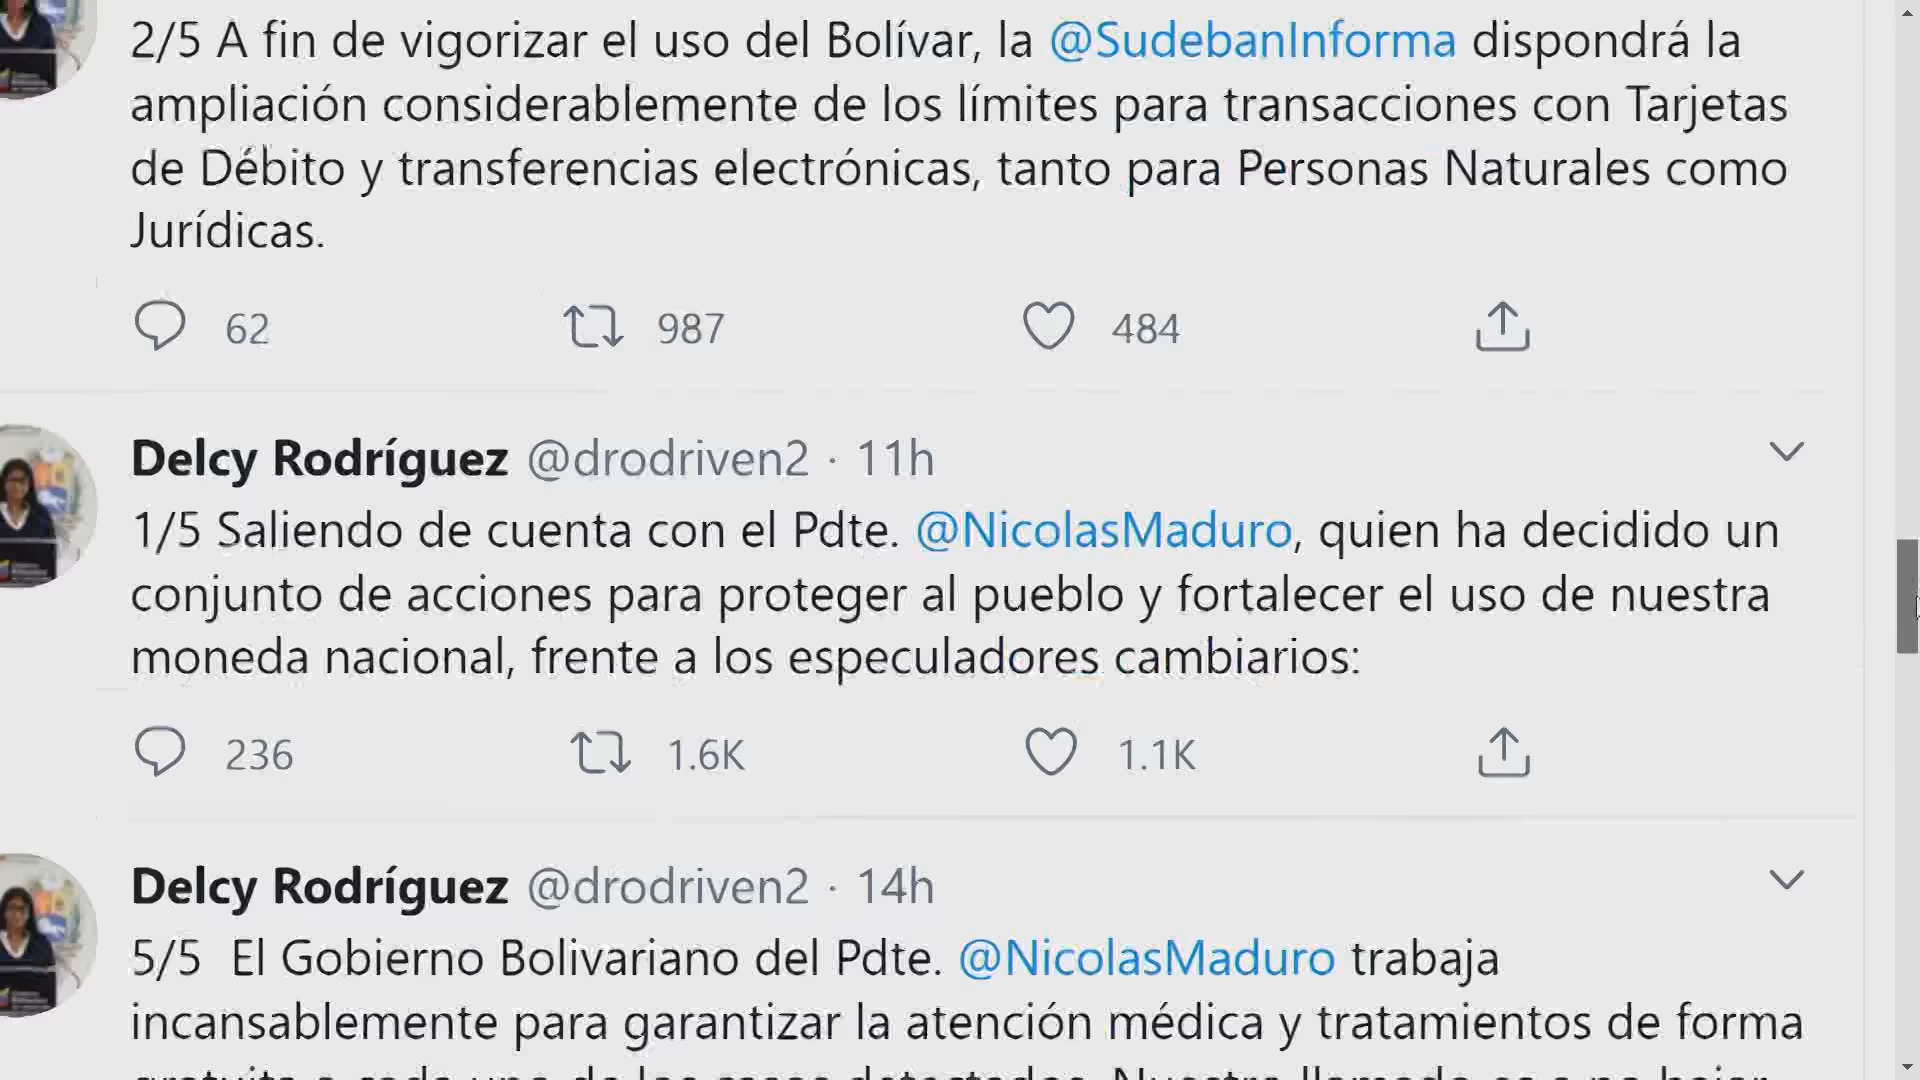 2/5 A fin de vigorizar el uso del Bolívar, la @SudebanInforma dispondrá la
ampliación considerablemente de los límites para transacciones con Tarjetas
de Débito y transferencias electrónicas, tanto para Personas Naturales como
Jurídicas.
62 987 484
Delcy Rodríguez @drodriven2 · 11h
1/5 Saliendo de cuenta con el Pdte. @NicolasMaduro, quien ha decidido un
conjunto de acciones para proteger al pueblo y fortalecer el uso de nuestra
moneda nacional, frente a los especuladores cambiarios:
236 1.6K 1.1K
Delcy Rodríguez @drodriven2 · 14h
5/5 El Gobierno Bolivariano del Pdte. @NicolasMaduro trabaja
incansablemente para garantizar la atención médica y tratamientos de forma